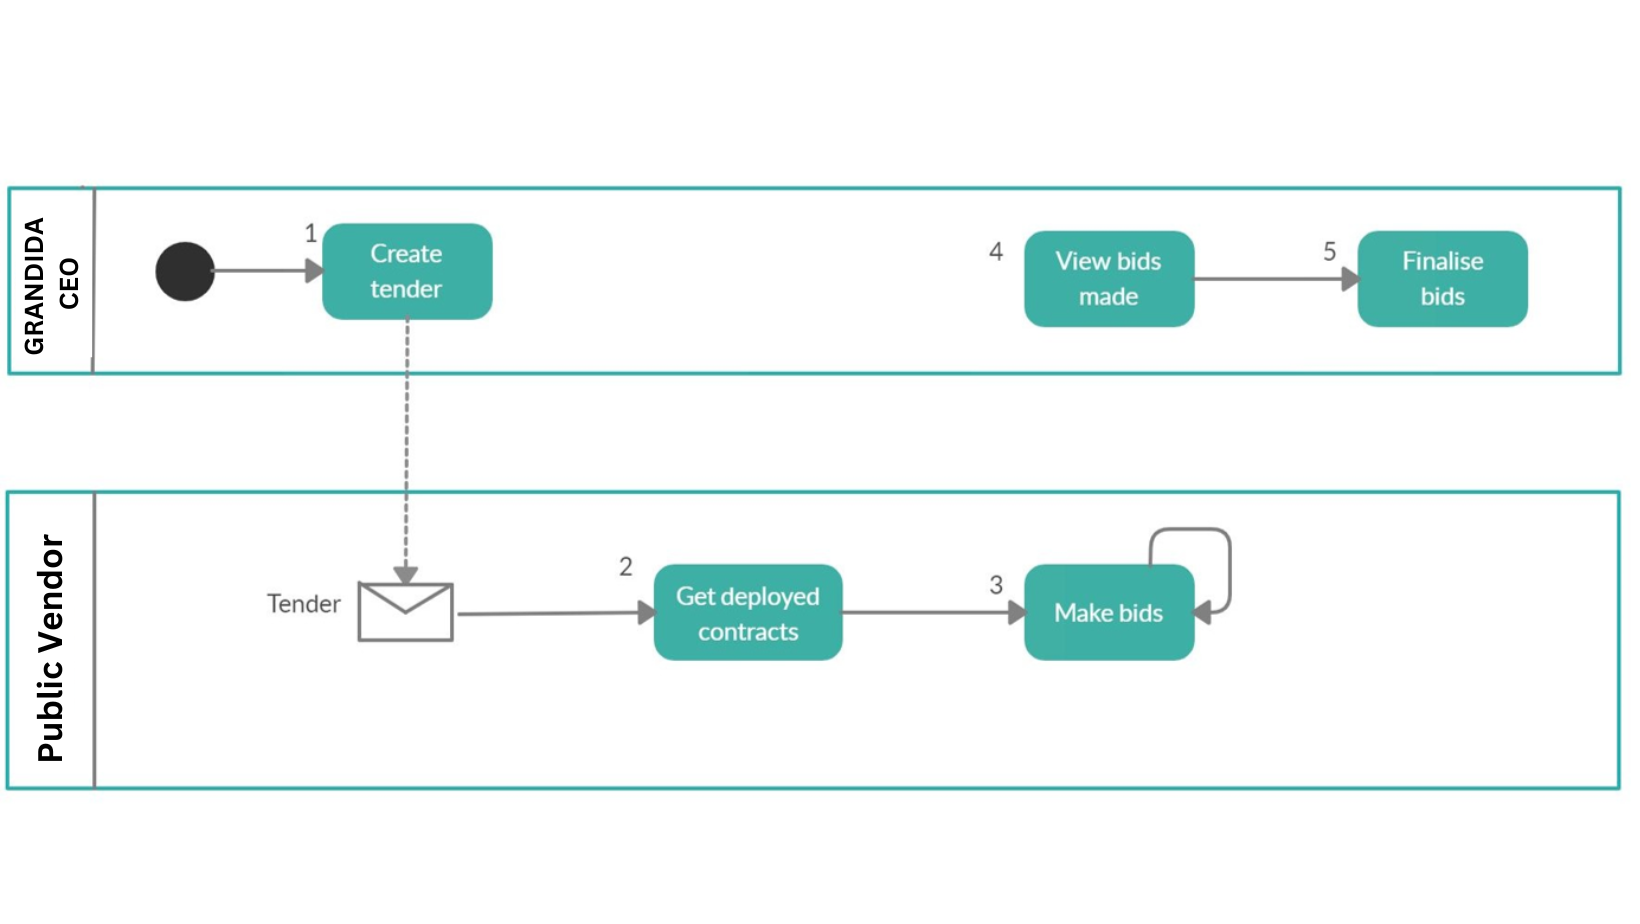 GRANDIDA
CEO
1
Create
tender
4
View bids
made
5
Finalise
bids
Public Vendor
Tender
2
Get deployed
contracts
3
Make bids